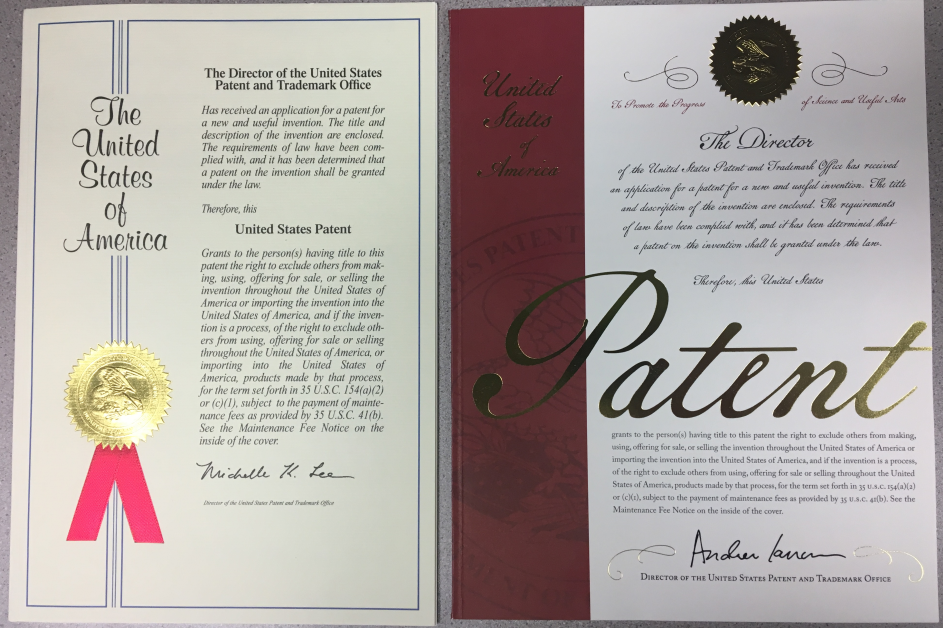 The
United
States
of
America
The Director of the United States
Patent and Trademark Office
Has received an application for a patent for
a new and useful invention. The title and
description of the invention are enclosed.
The requirements of law have been com-
plied with, and it has been determined that
a patent on the invention shall be granted
under the law.
Therefore, this
United States Patent
Grants to the person(s) having title to this
patent the right to exclude others from mak-
ing, using, offering for sale, or selling the
invention throughout the United States of
America or importing the invention into the
United States of America, and if the inven-
tion is a process, of the right to exclude oth-
ers from using, offering for sale or selling
throughout the United States of America, or
importing into the United States of
America, products made by that process,
for the term set forth in 35 U.S.C. 154(a)(2)
or (c)(1), subject to the payment of mainte-
nance fees as provided by 35 U.S.C. 41(b).
See the Maintenance Fee Notice on the
inside of the cover.
Michelle K. Lee
Director of the United States Patent and Trademark Office
United
States
of
America
To Promote the Progress
of Science and Useful Arts
The Director
of the United States Patent and Trademark Office has received
an application for a patent for a new and useful invention. The title
and description of the invention are enclosed. The requirements
of law have been complied with, and it has been determined that
a patent on the invention shall be granted under the law.
Therefore, this United States
Patent
grants to the person(s) having title to this patent the right to exclude others from making,
using, offering for sale, or selling the invention throughout the United States of America or
importing the invention into the United States of America, and if the invention is a process,
of the right to exclude others from using, offering for sale or selling throughout the United
States of America, products made by that process, for the term set forth in 35 U.S.C. 154(a)(2)
or (c)(1), subject to the payment of maintenance fees as provided by 35 U.S.C. 41(b). See the
Maintenance Fee Notice on the inside of the cover.
Andrei Iancu
Director of the United States Patent and Trademark Office